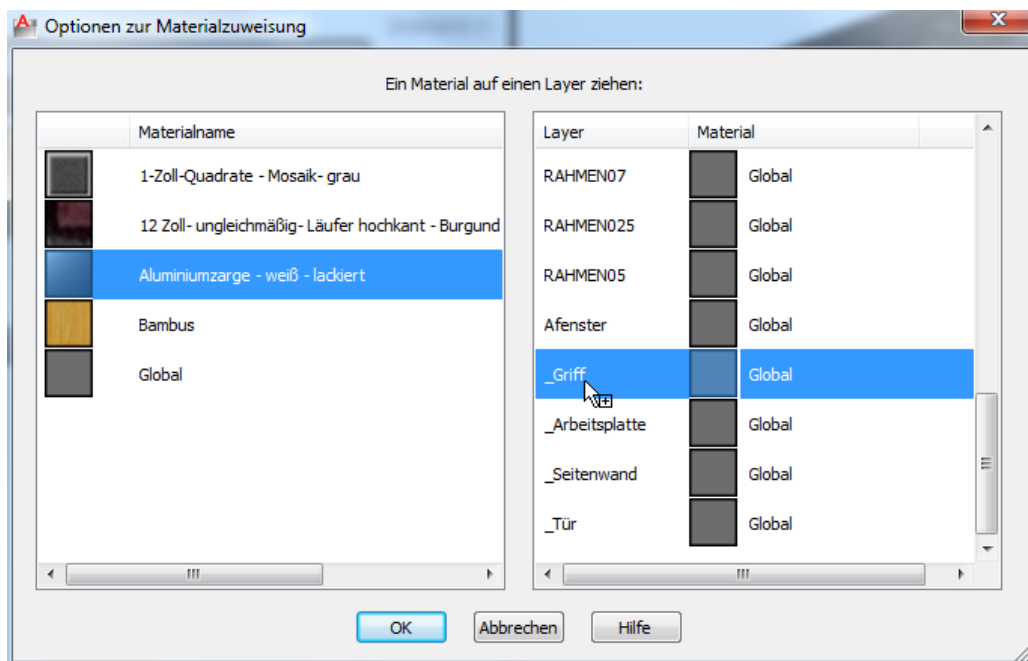 Optionen zur Materialzuweisung
Ein Material auf einen Layer ziehen:
Materialname
1-Zoll-Quadrate - Mosaik- grau
12 Zoll- ungleichmäßig- Läufer hochkant - Burgund
Aluminiumzarge - weiß - lackiert
Bambus
Global
Layer Material
RAHMEN07 Global
RAHMEN025 Global
RAHMEN05 Global
Afenster Global
_Griff Global
_Arbeitsplatte Global
_Seitenwand Global
_Tür Global
OK Abbrechen Hilfe